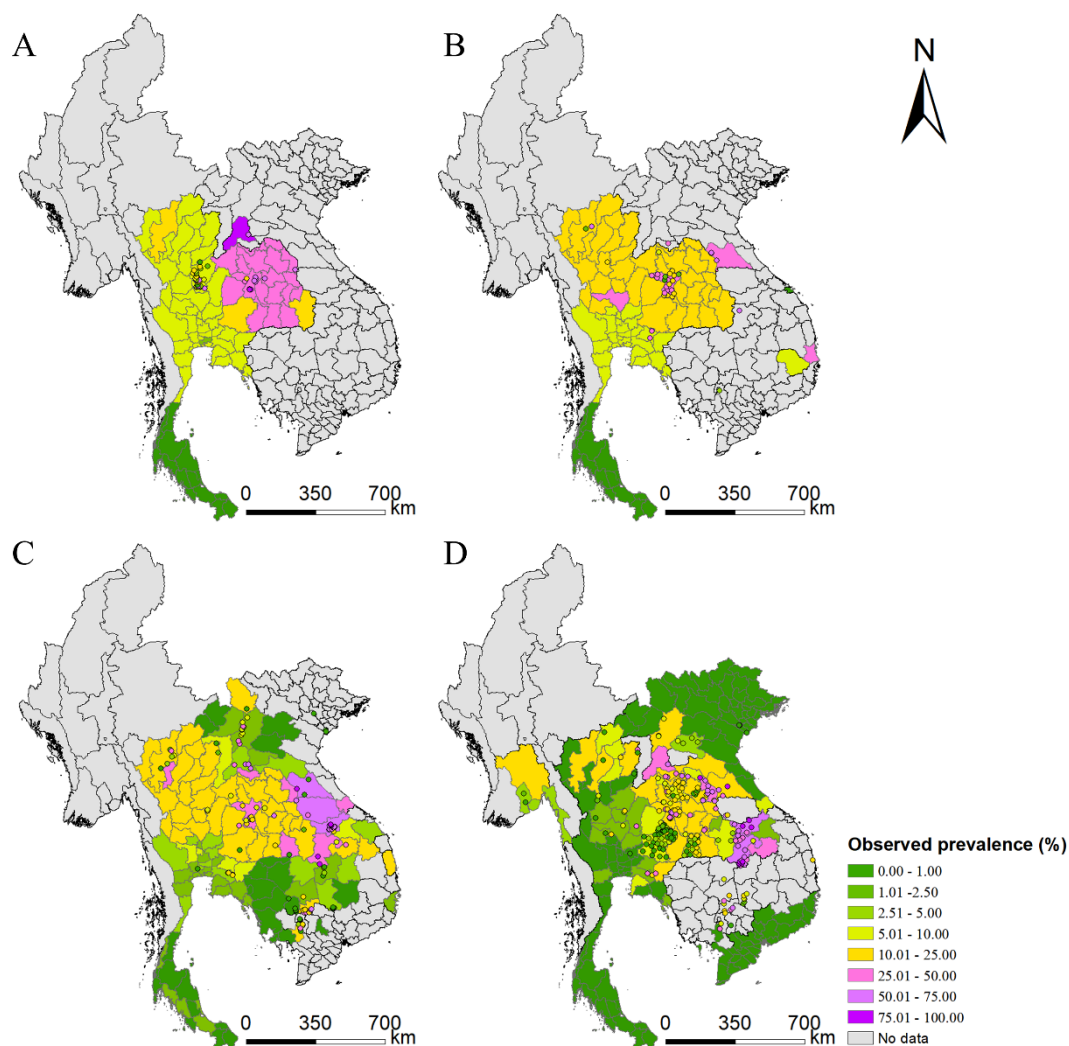 A
B
N
0 350 700
km
0 350 700
km
C
D
0 350 700
km
0 350 700
km
Observed prevalence (%)
0.00 - 1.00
1.01 -2.50
2.51 - 5.00
5.01 - 10.00
10.01 - 25.00
25.01 - 50.00
50.01 - 75.00
75.01 - 100.00
No data